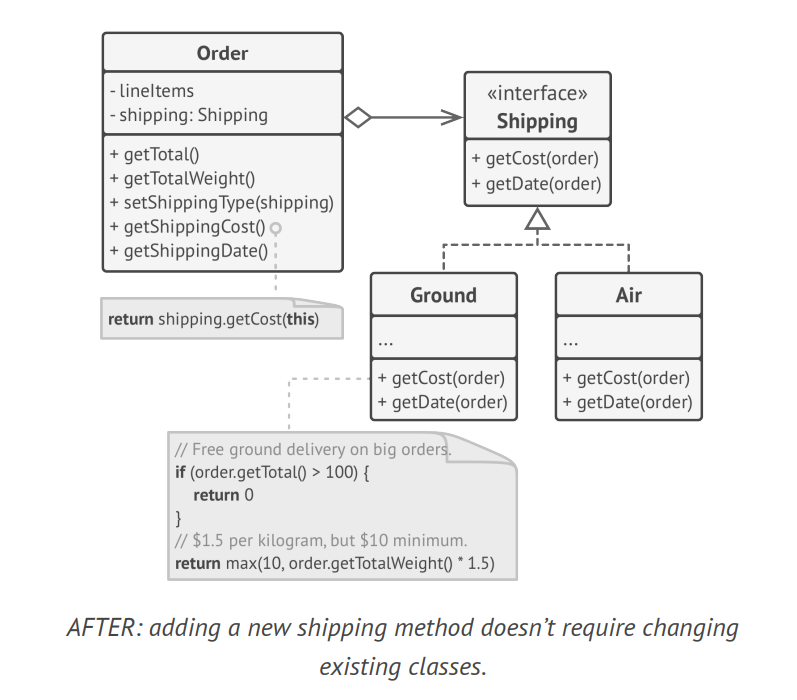 Order
- lineItems
- shipping: Shipping
+ getTotal()
+ getTotalWeight()
+ setShippingType(shipping)
+ getShippingCost()
+ getShippingDate()
return shipping.getCost(this)
«interface»
Shipping
+ getCost(order)
+ getDate(order)
Ground
...
+ getCost(order)
+ getDate(order)
Air
...
+ getCost(order)
+ getDate(order)
// Free ground delivery on big orders.
if (order.getTotal() > 100) {
return 0
}
// $1.5 per kilogram, but $10 minimum.
return max(10, order.getTotalWeight() * 1.5)
AFTER: adding a new shipping method doesn’t require changing
existing classes.